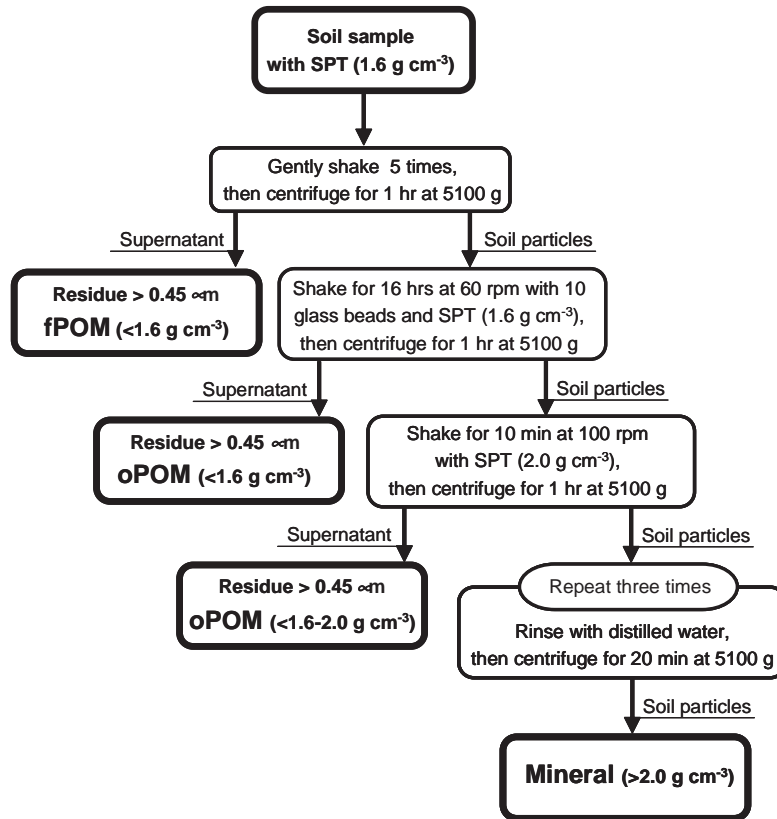 Soil sample
with SPT (1.6 g cm-3)
Gently shake 5 times,
then centrifuge for 1 hr at 5100 g
Supernatant
Soil particles
Residue > 0.45 ∝m
fPOM (<1.6 g cm-3)
Shake for 16 hrs at 60 rpm with 10
glass beads and SPT (1.6 g cm-3),
then centrifuge for 1 hr at 5100 g
Supernatant
Soil particles
Residue > 0.45 ∝m
oPOM (<1.6 g cm-3)
Shake for 10 min at 100 rpm
with SPT (2.0 g cm-3),
then centrifuge for 1 hr at 5100 g
Supernatant
Soil particles
Residue > 0.45 ∝m
oPOM (<1.6-2.0 g cm-3)
Repeat three times
Rinse with distilled water,
then centrifuge for 20 min at 5100 g
Soil particles
Mineral (>2.0 g cm-3)